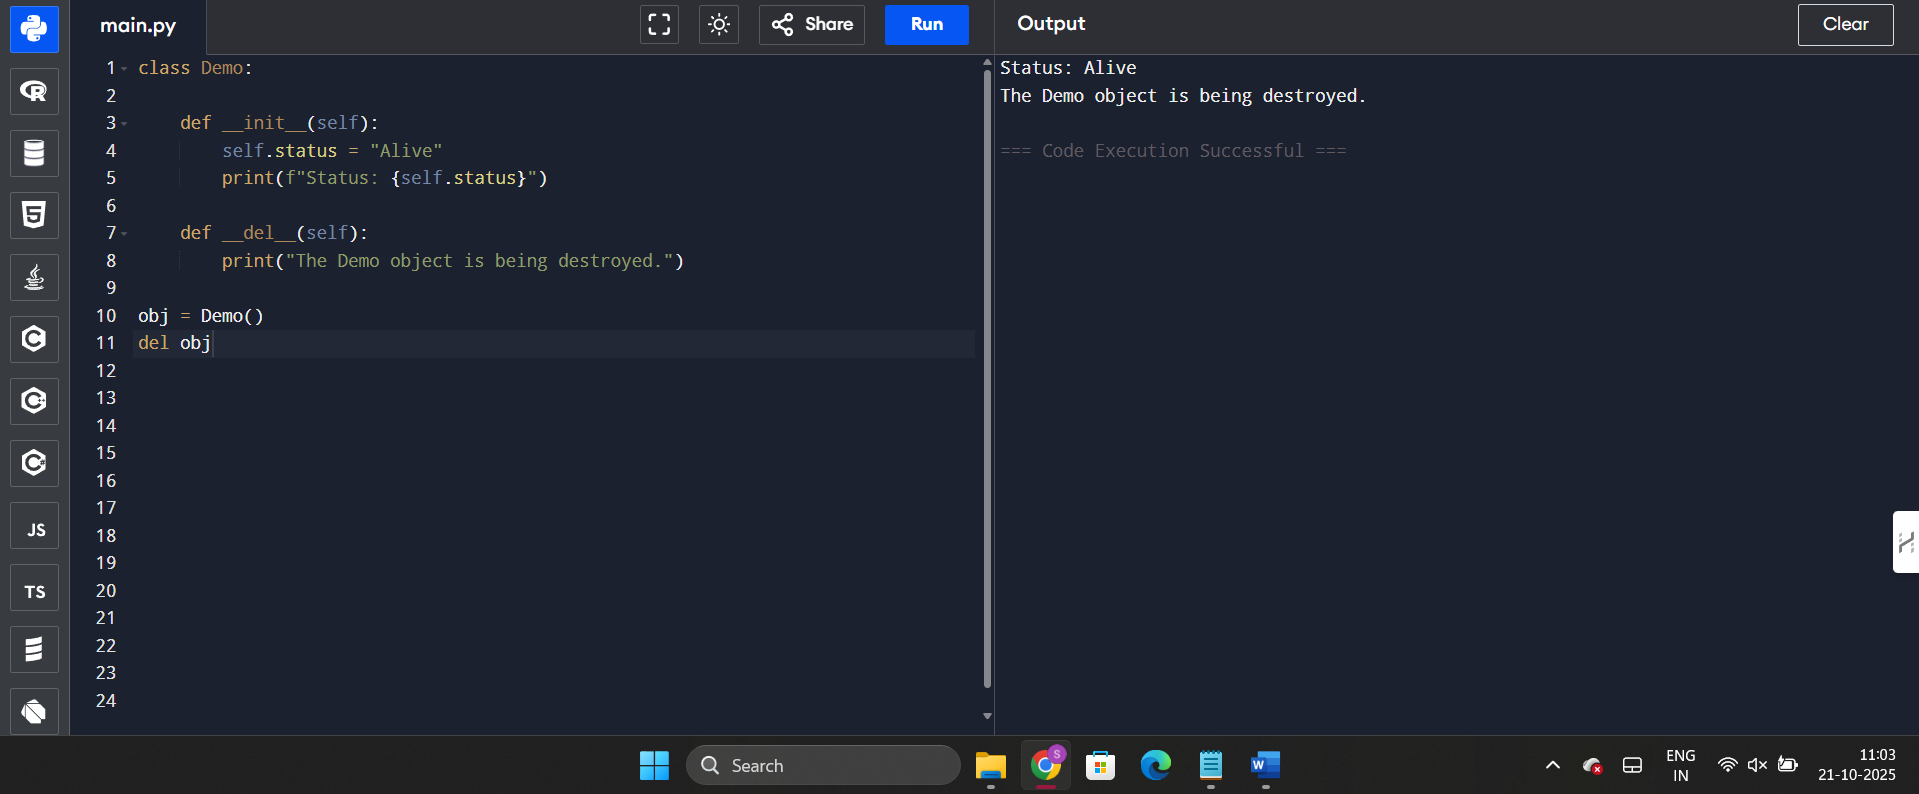 main.py
Share
Run
Output
Clear
1 class Demo:
2
3     def __init__(self):
4         self.status = "Alive"
5         print(f"Status: {self.status}")
6
7     def __del__(self):
8         print("The Demo object is being destroyed.")
9
10 obj = Demo()
11 del obj
12
13
14
15
16
17
18
19
20
21
22
23
24
Status: Alive
The Demo object is being destroyed.
=== Code Execution Successful ===
R
5
C
C
C
JS
TS
Search
S
W
ENG
IN
11:03
21-10-2025